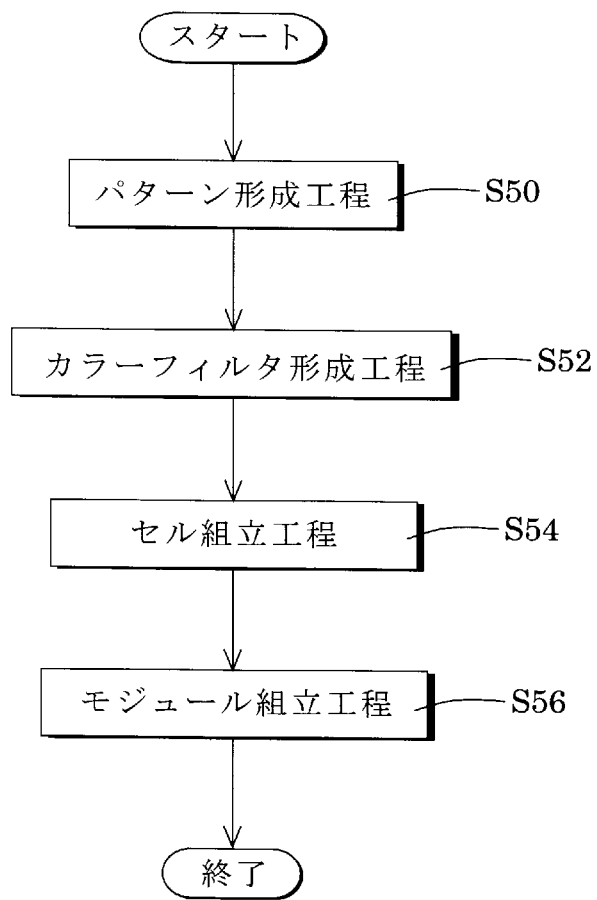 スタート
パターン形成工程
S50
カラーフィルタ形成工程
S52
セル組立工程
S54
モジュール組立工程
S56
終了